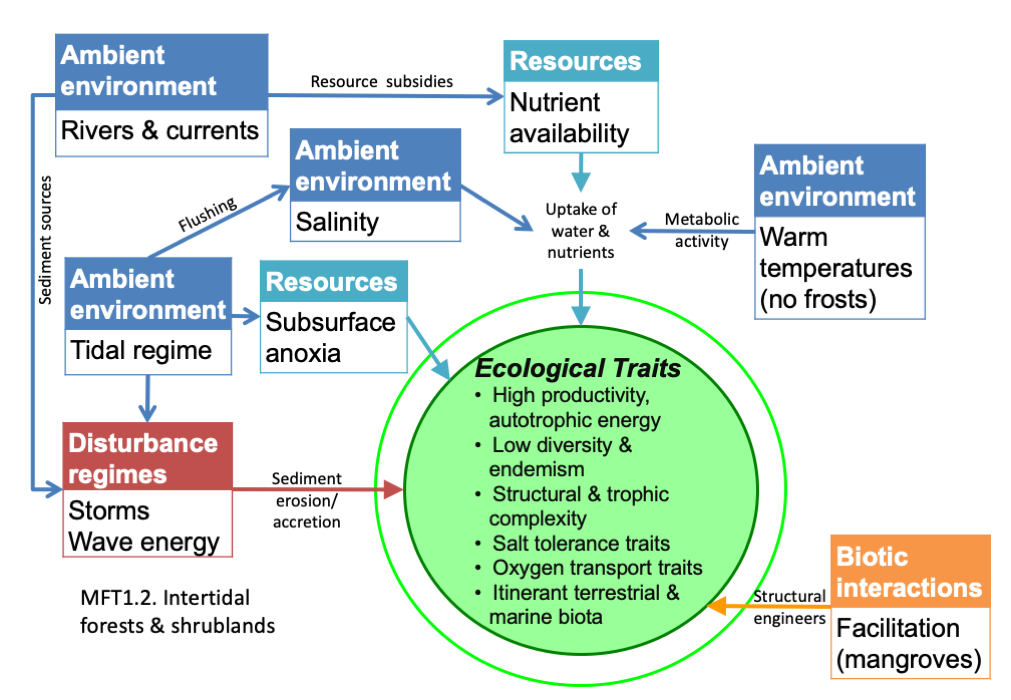 Ambient
environment
Rivers & currents
Resource subsidies
Resources
Nutrient
availability
Ambient
environment
Salinity
Flushing
Sediment sources
Uptake of
water &
nutrients
Metabolic
activity
Ambient
environment
Warm
temperatures
(no frosts)
Ambient
environment
Tidal regime
Resources
Subsurface
anoxia
Disturbance
regimes
Storms
Wave energy
Sediment
erosion/
accretion
Ecological Traits
• High productivity,
autotrophic energy
• Low diversity &
endemism
• Structural & trophic
complexity
• Salt tolerance traits
• Oxygen transport traits
• Itinerant terrestrial &
marine biota
Structural
engineers
Biotic
interactions
Facilitation
(mangroves)
MFT1.2. Intertidal
forests & shrublands